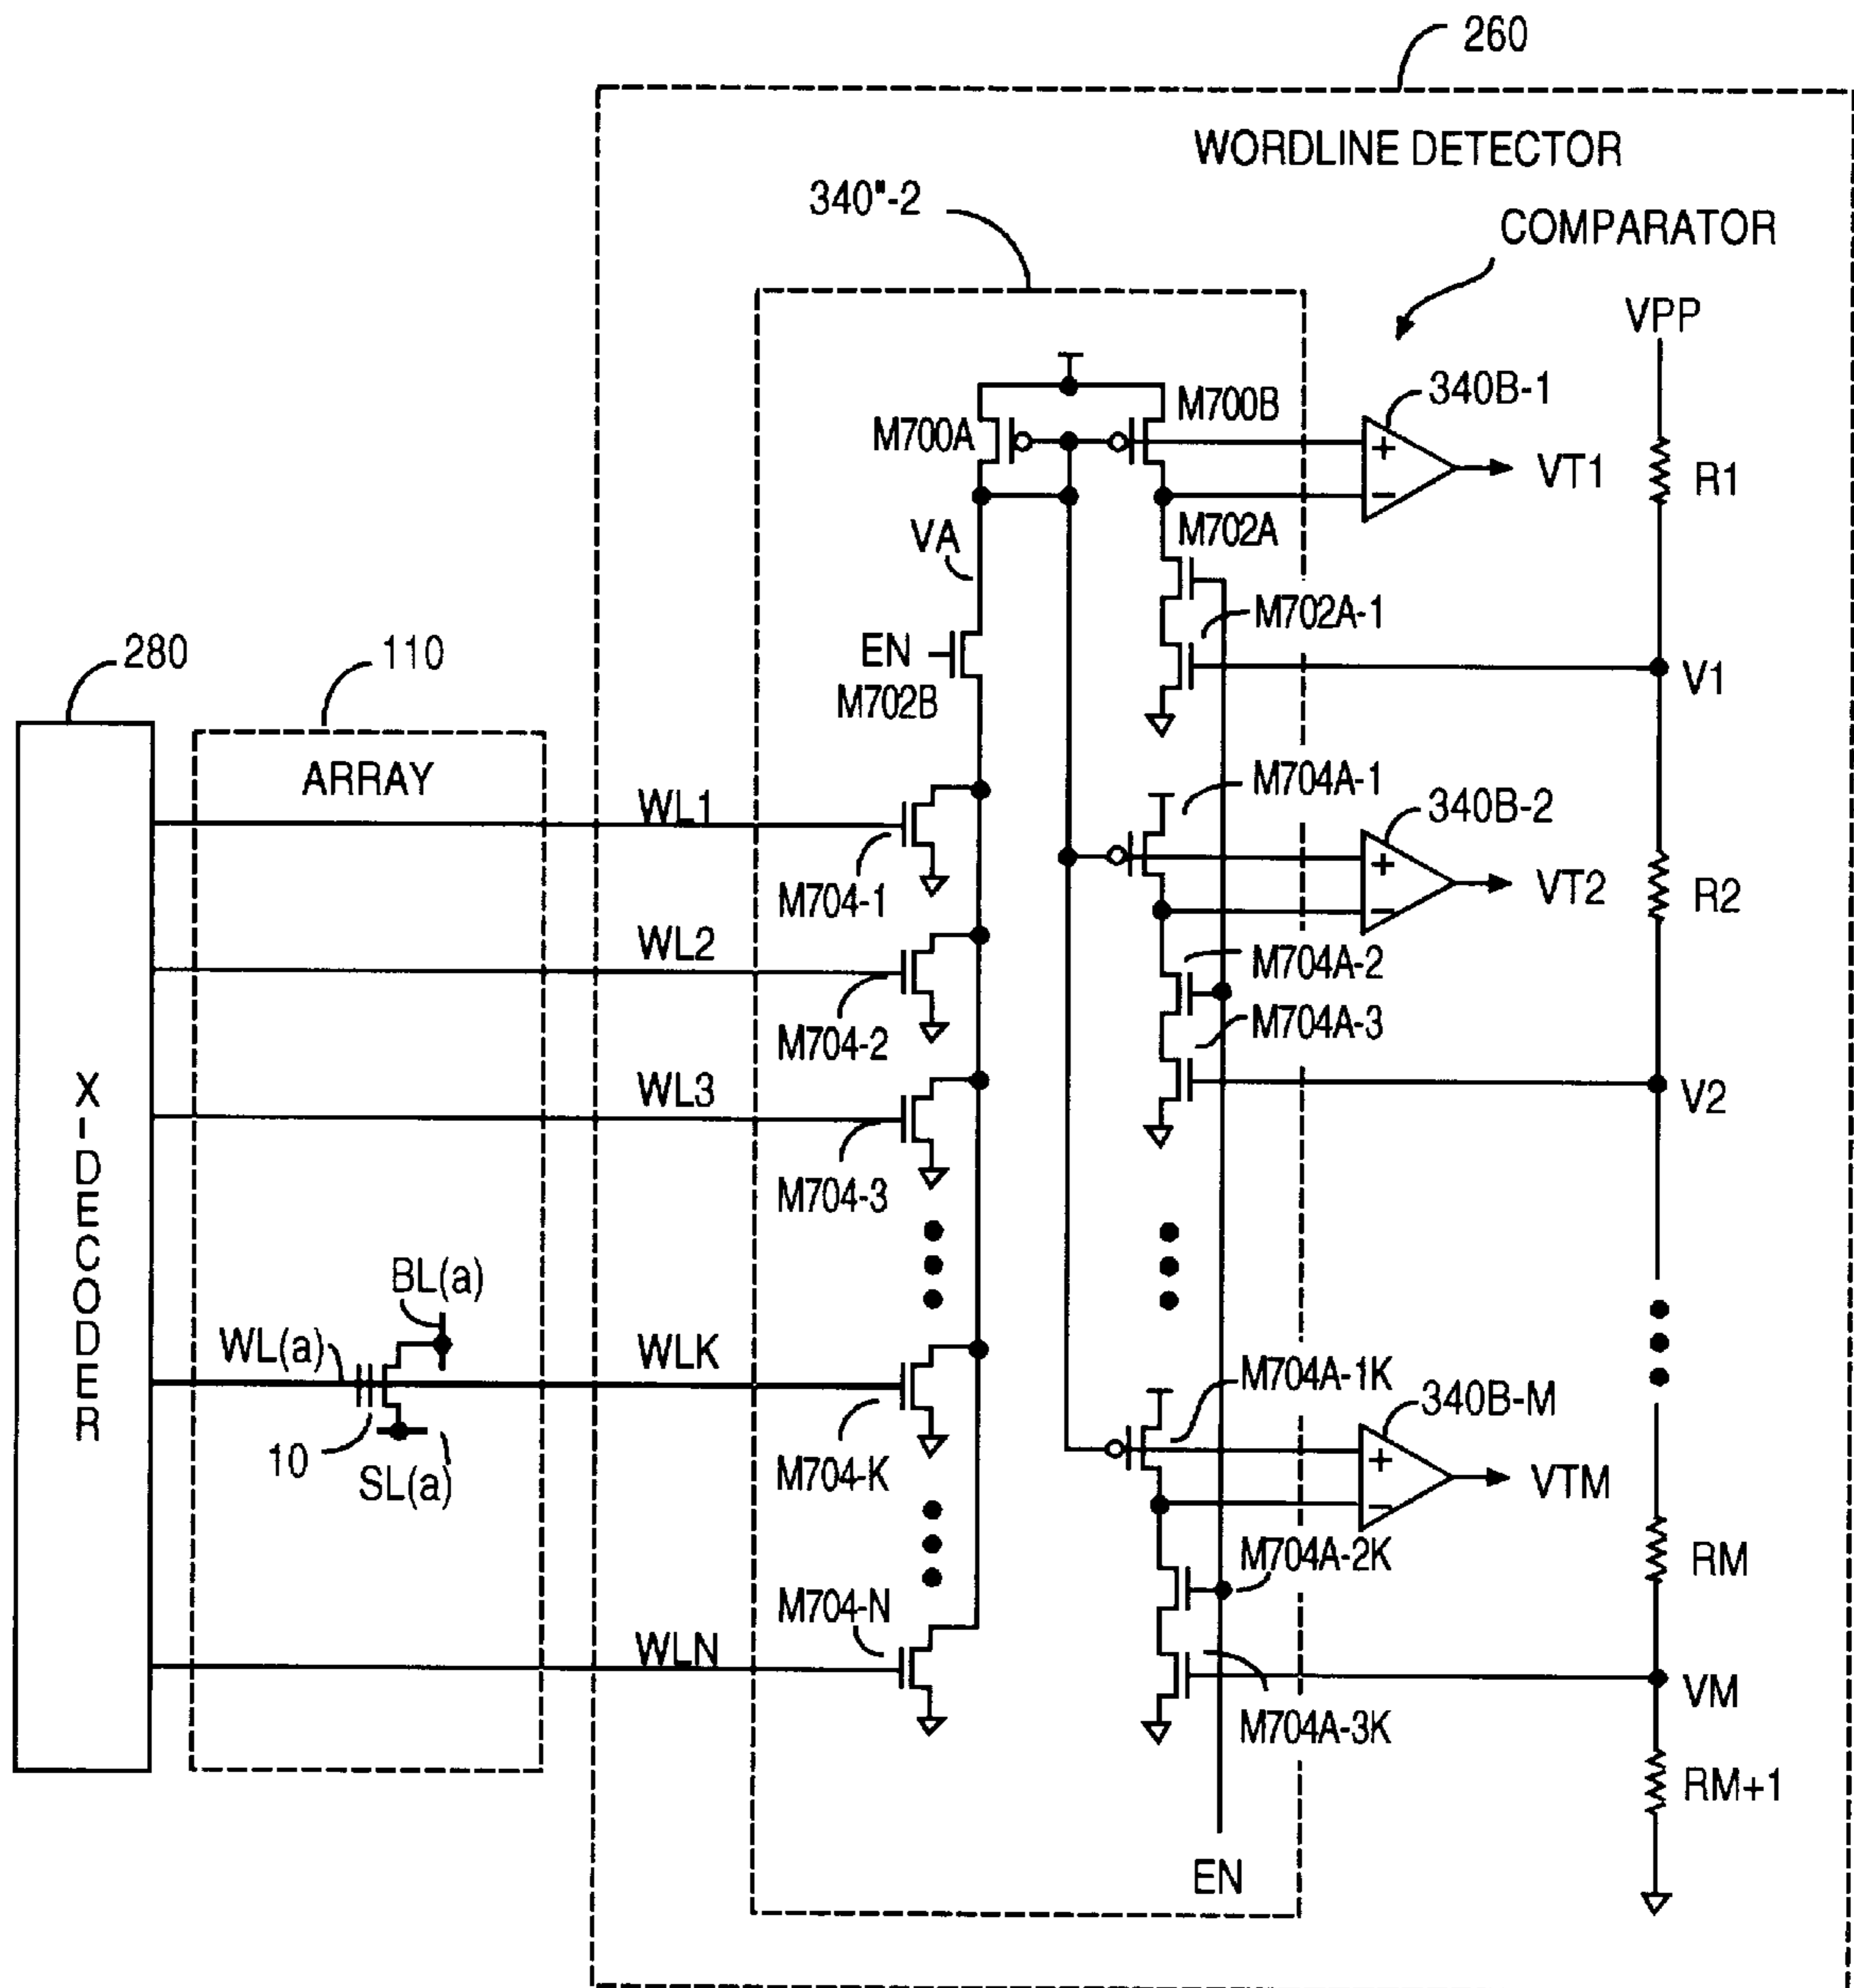 260
WORDLINE DETECTOR
340"-2
COMPARATOR
VPP
M700A
M700B
340B-1
+
−
VT1
R1
VA
M702A
M702A-1
EN
M702B
V1
280
110
ARRAY
M704A-1
340B-2
WL1
+
−
VT2
R2
M704-1
WL2
M704A-2
M704-2
M704A-3
X-DECODER
WL3
V2
M704-3
BL(a)
WL(a)
WLK
M704A-1K
340B-M
10
SL(a)
M704-K
+
−
VTM
M704A-2K
RM
M704-N
WLN
VM
M704A-3K
RM+1
EN